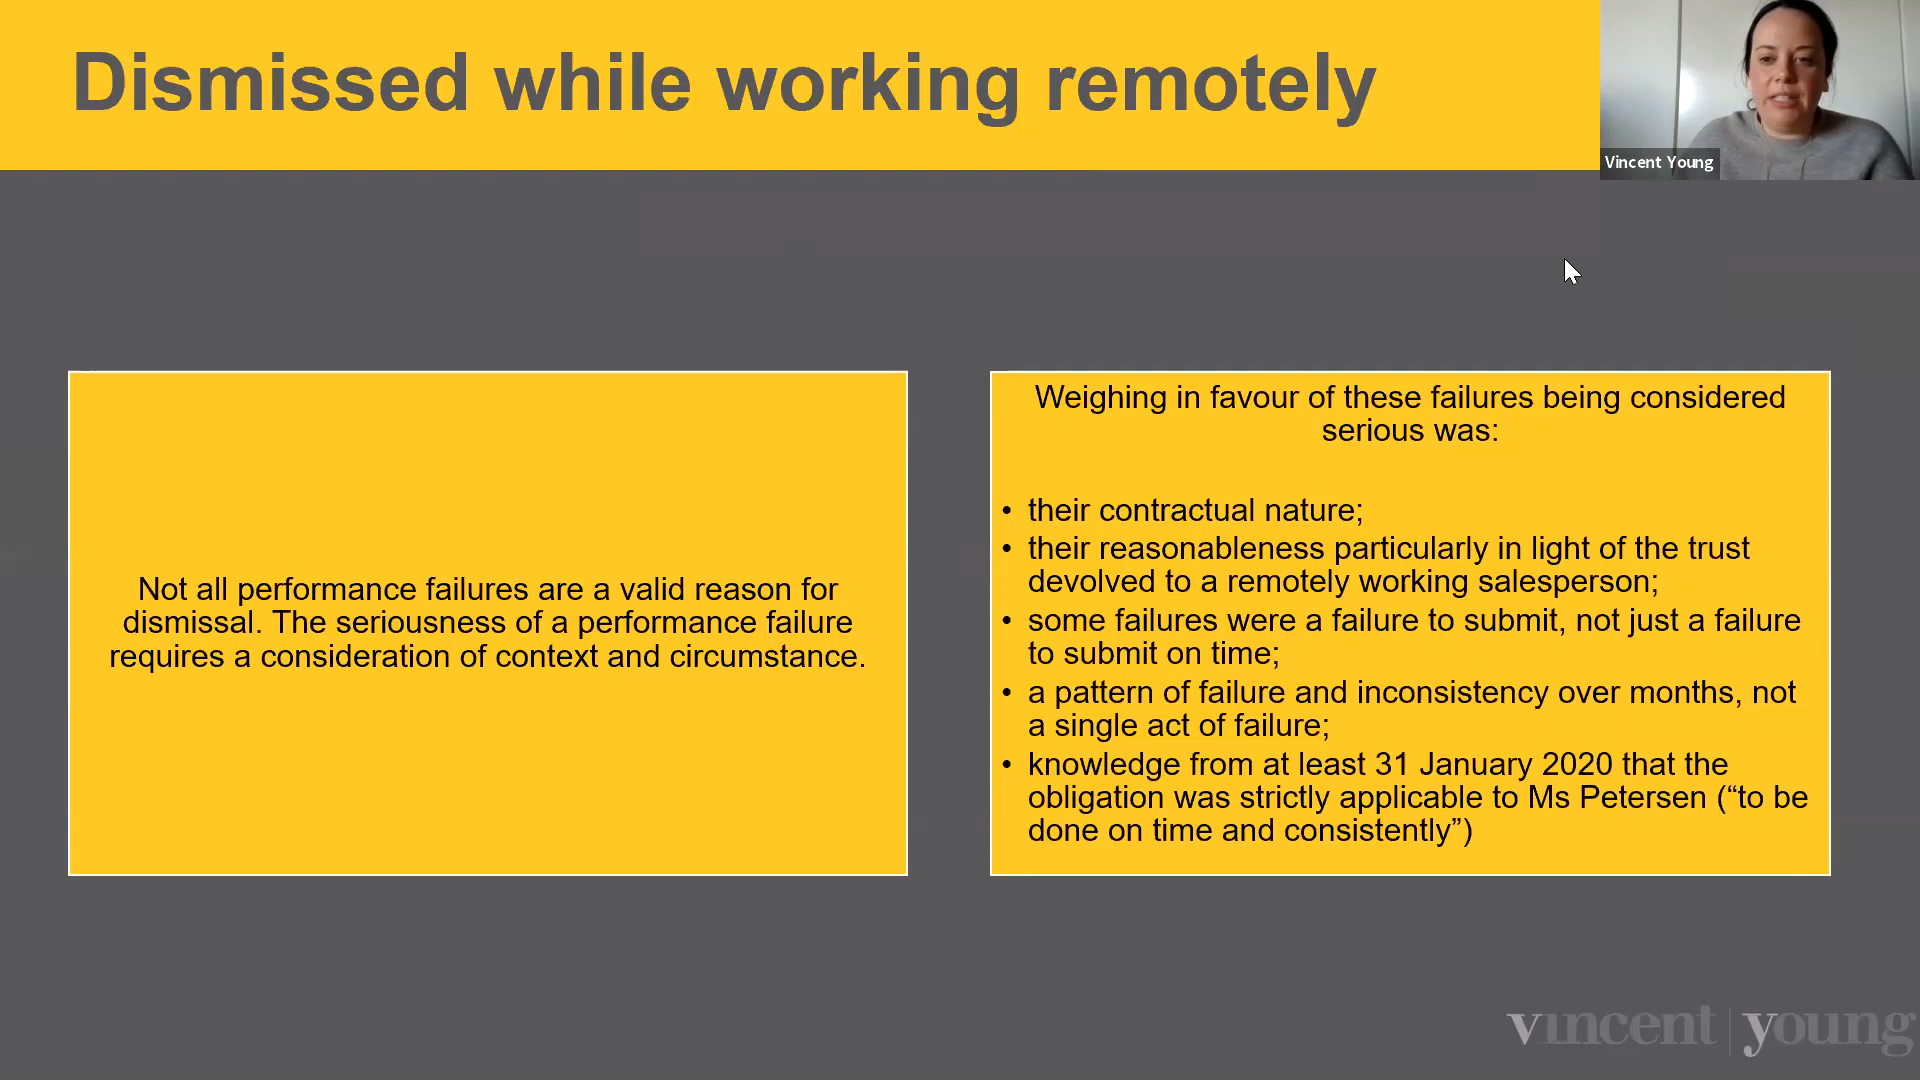 Dismissed while working remotely
Vincent Young
Not all performance failures are a valid reason for
dismissal. The seriousness of a performance failure
requires a consideration of context and circumstance.
Weighing in favour of these failures being considered
serious was:
• their contractual nature;
• their reasonableness particularly in light of the trust
devolved to a remotely working salesperson;
• some failures were a failure to submit, not just a failure
to submit on time;
• a pattern of failure and inconsistency over months, not
a single act of failure;
• knowledge from at least 31 January 2020 that the
obligation was strictly applicable to Ms Petersen (“to be
done on time and consistently”)
vincent | young